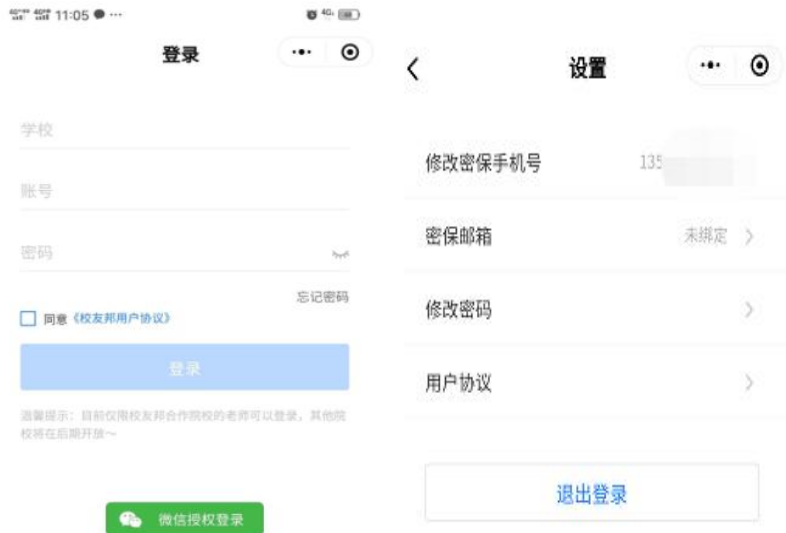 11:05
4G
登录
学校
账号
密码
忘记密码
同意《校友邦用户协议》
登录
温馨提示：目前仅限校友邦合作院校的老师可以登录，其他院
校将在后期开放～
微信授权登录
设置
修改密保手机号 135
密保邮箱 未绑定
修改密码
用户协议
退出登录